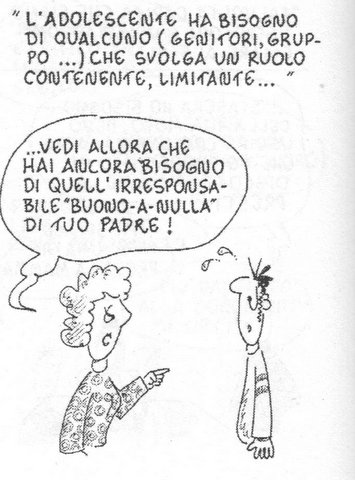 "L'ADOLESCENTE HA BISOGNO
DI QUALCUNO (GENITORI, GRUP-
PO ...) CHE SVOLGA UN RUOLO
CONTENENTE, LIMITANTE..."
...VEDI ALLORA CHE
HAI ANCORA BISOGNO
DI QUELL'IRRESPONSA-
BILE "BUONO-A-NULLA"
DI TUO PADRE!